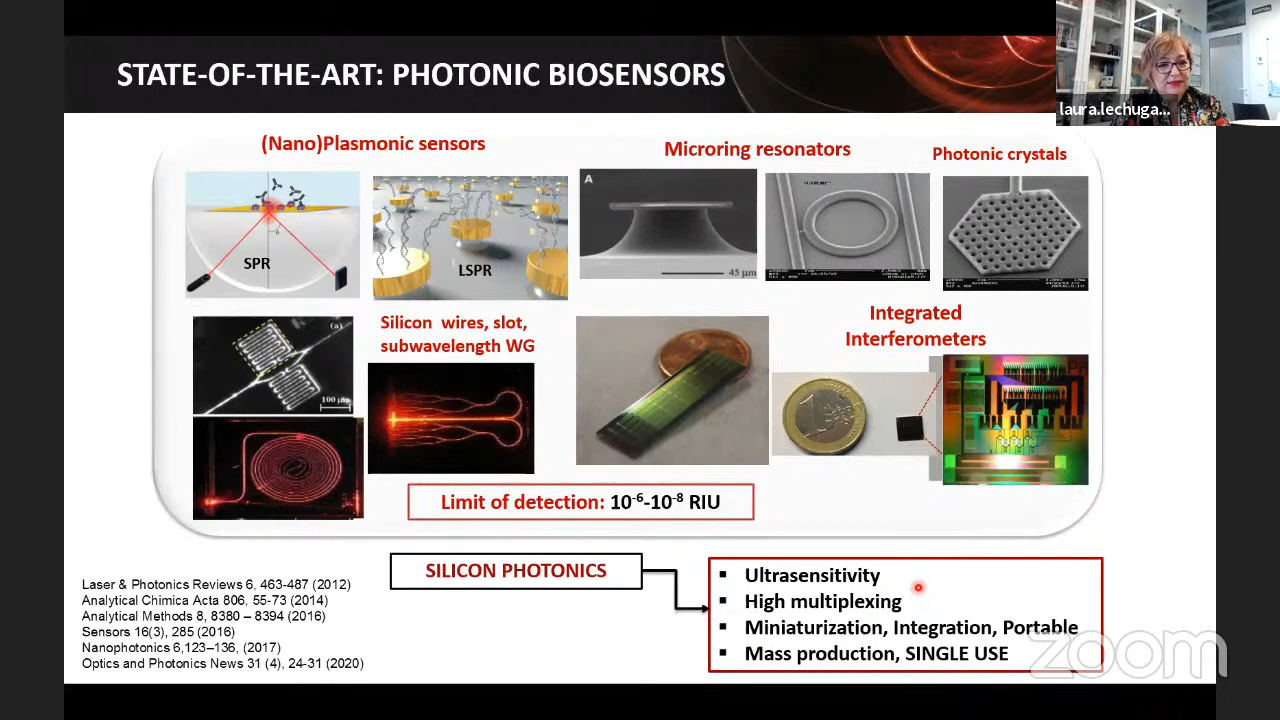 STATE-OF-THE-ART: PHOTONIC BIOSENSORS
laura.lechuga...
(Nano)Plasmonic sensors
Microring resonators
Photonic crystals
SPR
LSPR
A
45 µm
Silicon wires, slot,
subwavelength WG
Integrated
Interferometers
(a)
100 µm
Limit of detection: 10-6-10-8 RIU
SILICON PHOTONICS
▪ Ultrasensitivity
▪ High multiplexing
▪ Miniaturization, Integration, Portable
▪ Mass production, SINGLE USE
Laser & Photonics Reviews 6, 463-487 (2012)
Analytical Chimica Acta 806, 55-73 (2014)
Analytical Methods 8, 8380 – 8394 (2016)
Sensors 16(3), 285 (2016)
Nanophotonics 6,123–136, (2017)
Optics and Photonics News 31 (4), 24-31 (2020)
zoom